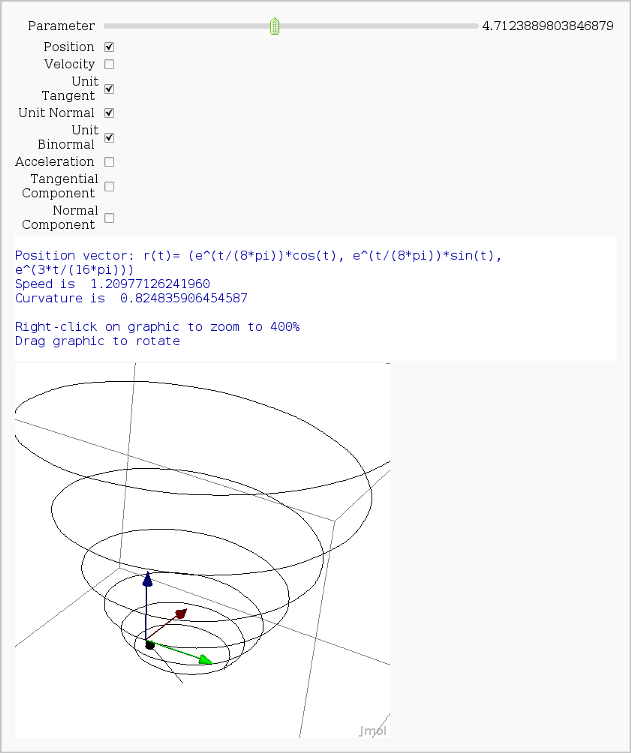 Parameter 4.7123889803846879
Position
Velocity
Unit
Tangent
Unit Normal
Unit
Binormal
Acceleration
Tangential
Component
Normal
Component
Position vector: r(t)= (e^(t/(8*pi))*cos(t), e^(t/(8*pi))*sin(t),
e^(3*t/(16*pi)))
Speed is  1.20977126241960
Curvature is  0.824835906454587
Right-click on graphic to zoom to 400%
Drag graphic to rotate
Jmol